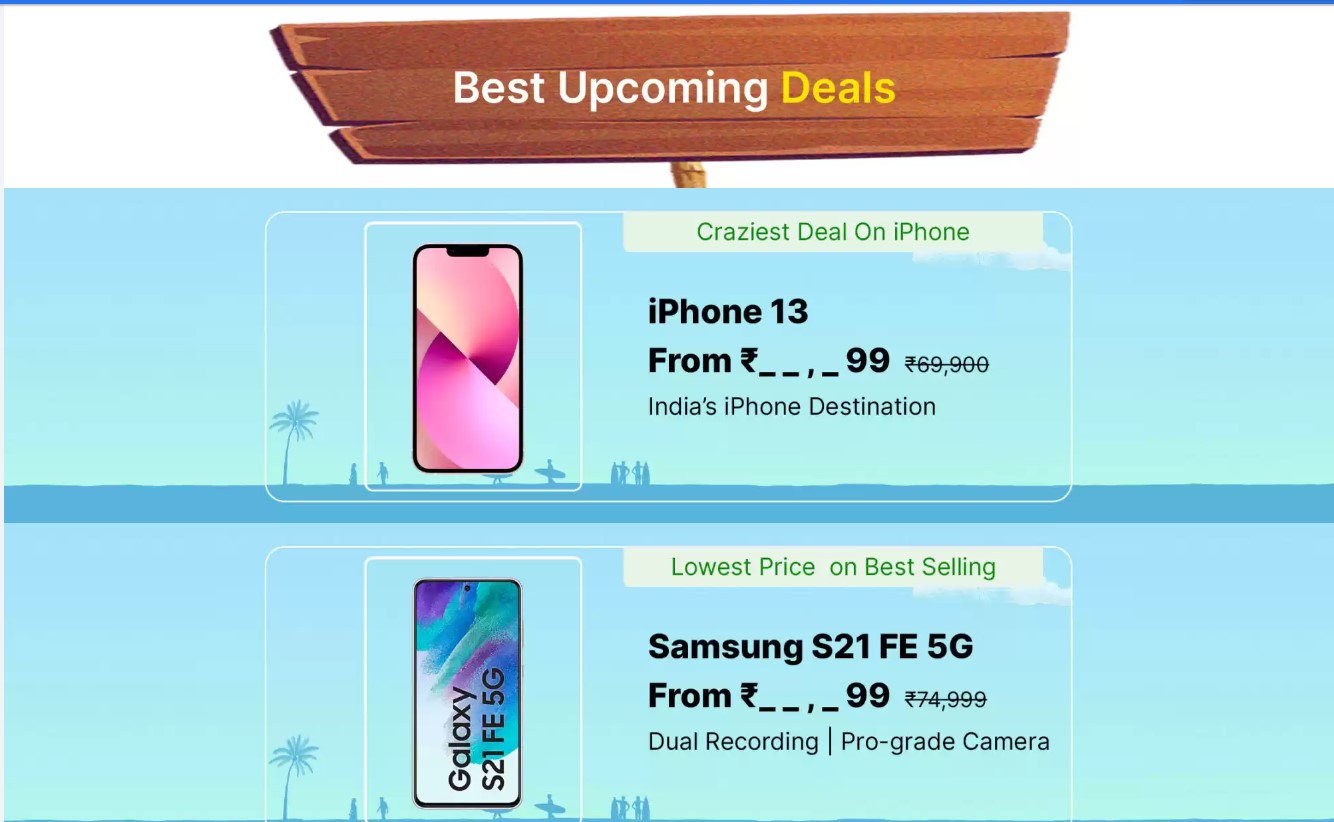 Best Upcoming Deals
Craziest Deal On iPhone
iPhone 13
From ₹_ _ , _ 99 ₹69,900
India’s iPhone Destination
Lowest Price on Best Selling
Galaxy
S21 FE 5G
Samsung S21 FE 5G
From ₹_ _ , _ 99 ₹74,999
Dual Recording | Pro-grade Camera